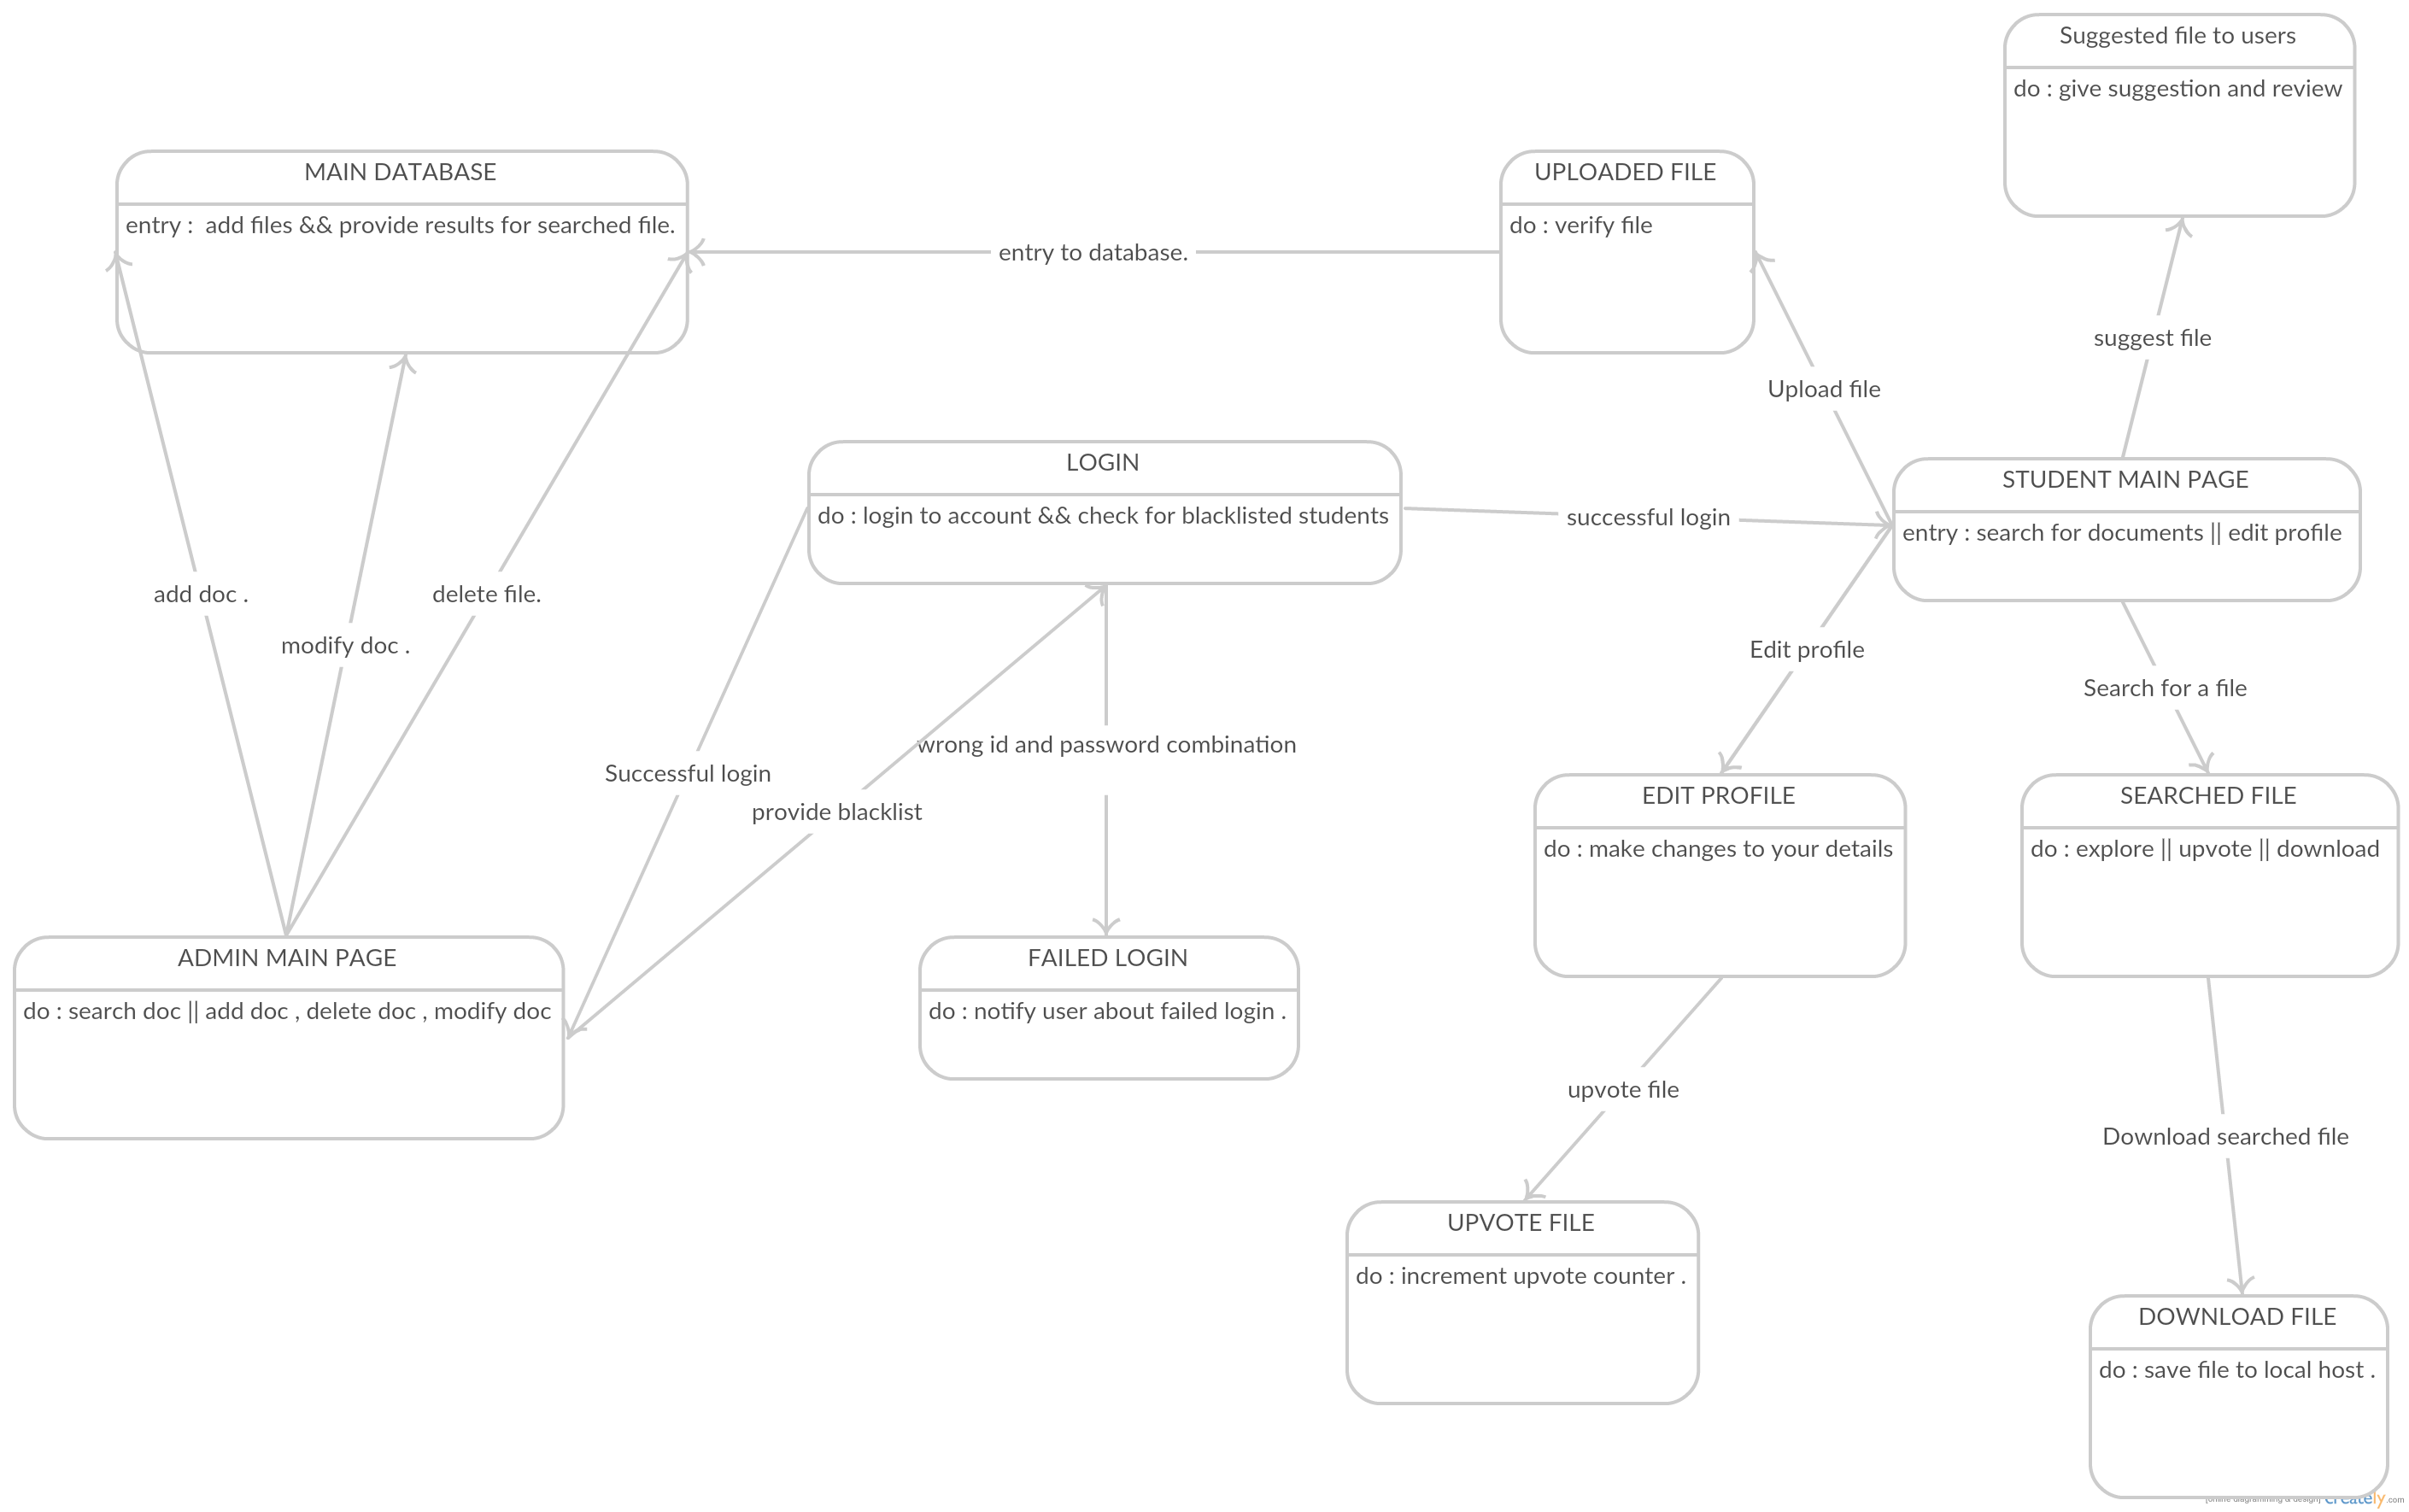 Suggested file to users
do : give suggestion and review
MAIN DATABASE
entry :  add files && provide results for searched file.
UPLOADED FILE
do : verify file
entry to database.
suggest file
Upload file
LOGIN
do : login to account && check for blacklisted students
successful login
STUDENT MAIN PAGE
entry : search for documents || edit profile
add doc .
delete file.
modify doc .
Edit profile
Search for a file
wrong id and password combination
Successful login
provide blacklist
EDIT PROFILE
do : make changes to your details
SEARCHED FILE
do : explore || upvote || download
ADMIN MAIN PAGE
do : search doc || add doc , delete doc , modify doc
FAILED LOGIN
do : notify user about failed login .
upvote file
Download searched file
UPVOTE FILE
do : increment upvote counter .
DOWNLOAD FILE
do : save file to local host .
[online diagramming & design] creately.com